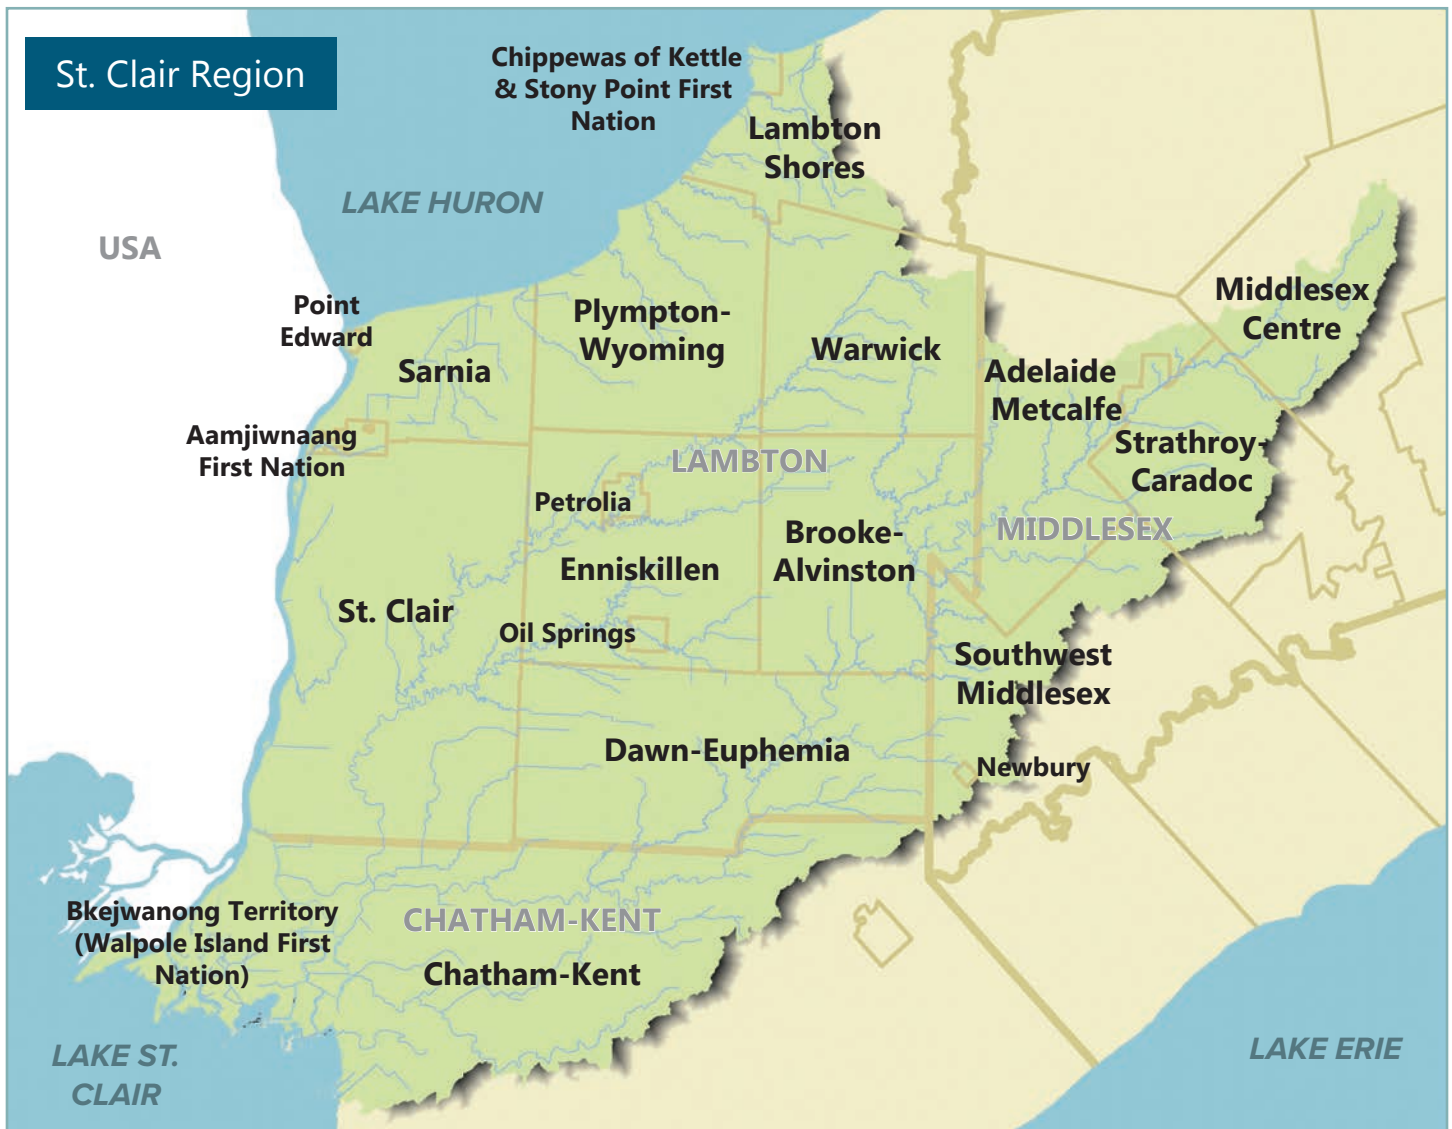 St. Clair Region
Chippewas of Kettle
& Stony Point First
Nation
Lambton
Shores
LAKE HURON
USA
Point
Edward
Sarnia
Plympton-
Wyoming
Warwick
Middlesex
Centre
Adelaide
Metcalfe
Aamjiwnaang
First Nation
Strathroy-
Caradoc
LAMBTON
Petrolia
MIDDLESEX
Brooke-
Alvinston
Enniskillen
St. Clair
Oil Springs
Southwest
Middlesex
Dawn-Euphemia
Newbury
Bkejwanong Territory
(Walpole Island First
Nation)
CHATHAM-KENT
Chatham-Kent
LAKE ST.
CLAIR
LAKE ERIE